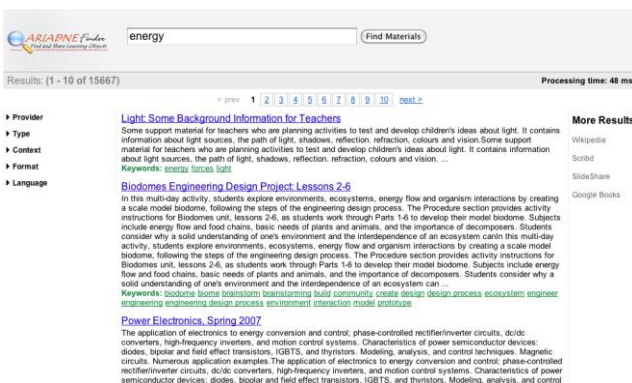 ARIADNE Finder
Find and Share Learning Objects
energy
Find Materials
Results: (1 - 10 of 15667)
Processing time: 48 ms
< prev 1 2 3 4 5 6 7 8 9 10 next >
Provider
Type
Context
Format
Language
Light: Some Background Information for Teachers
Some support material for teachers who are planning activities to test and develop children's ideas about light. It contains
information about light sources, the path of light, shadows, reflection. refraction, colours and vision.Some support
material for teachers who are planning activities to test and develop children's ideas about light. It contains information
about light sources, the path of light, shadows, reflection. refraction, colours and vision. ...
Keywords: energy forces light
Biodomes Engineering Design Project: Lessons 2-6
In this multi-day activity, students explore environments, ecosystems, energy flow and organism interactions by creating
a scale model biodome, following the steps of the engineering design process. The Procedure section provides activity
instructions for Biodomes unit, lessons 2-6, as students work through Parts 1-6 to develop their model biodome. Subjects
include energy flow and food chains, basic needs of plants and animals, and the importance of decomposers. Students
consider why a solid understanding of one's environment and the interdependence of an ecosystem canIn this multi-day
activity, students explore environments, ecosystems, energy flow and organism interactions by creating a scale model
biodome, following the steps of the engineering design process. The Procedure section provides activity instructions for
Biodomes unit, lessons 2-6, as students work through Parts 1-6 to develop their model biodome. Subjects include energy
flow and food chains, basic needs of plants and animals, and the importance of decomposers. Students consider why a
solid understanding of one's environment and the interdependence of an ecosystem can ...
Keywords: biodome biome brainstorm brainstorming build community create design design process ecosystem engineer
engineering engineering design process environment interaction model prototype
Power Electronics, Spring 2007
The application of electronics to energy conversion and control; phase-controlled rectifier/inverter circuits, dc/dc
converters, high-frequency inverters, and motion control systems. Characteristics of power semiconductor devices:
diodes, bipolar and field effect transistors, IGBTS, and thyristors. Modeling, analysis, and control techniques. Magnetic
circuits. Numerous application examples.The application of electronics to energy conversion and control; phase-controlled
rectifier/inverter circuits, dc/dc converters, high-frequency inverters, and motion control systems. Characteristics of power
semiconductor devices: diodes, bipolar and field effect transistors, IGBTS, and thyristors. Modeling, analysis, and control
More Results
Wikipedia
Scribd
SlideShare
Google Books